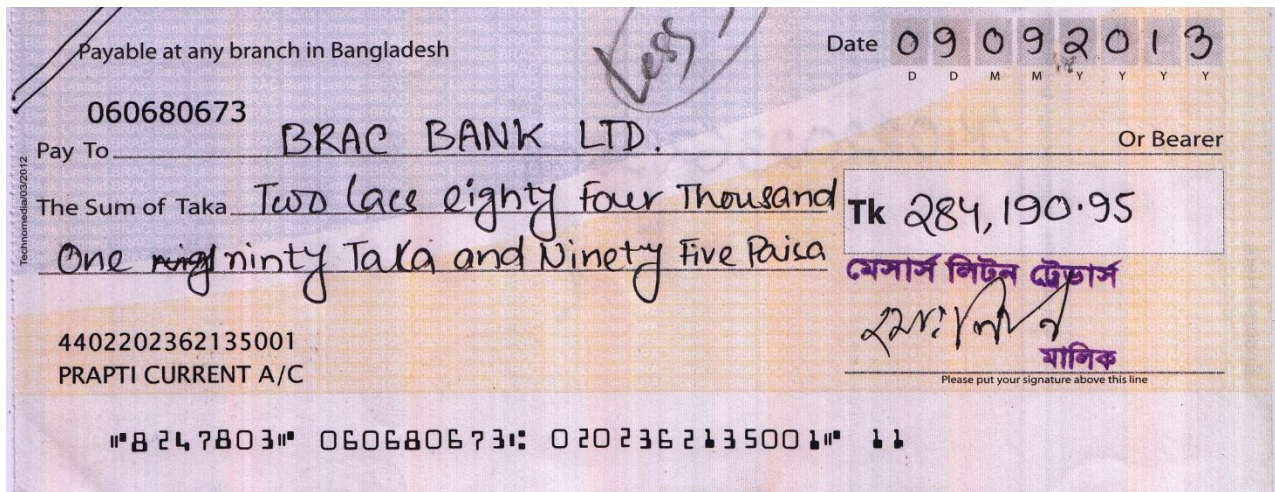 Payable at any branch in Bangladesh
Date 09092013
D D M M Y Y Y Y
060680673
Pay To BRAC BANK LTD. Or Bearer
The Sum of Taka Two lacs eighty Four Thousand
Tk 284,190.95
One ninty Taka and Ninety Five Paisa
মেসার্স লিটন ট্রেডার্স
মোঃ লিটন
মালিক
Please put your signature above this line
4402202362135001
PRAPTI CURRENT A/C
⑈8247803⑈ 060680673⑆ 0202362135001⑈ 11
Technomedia/03/2012